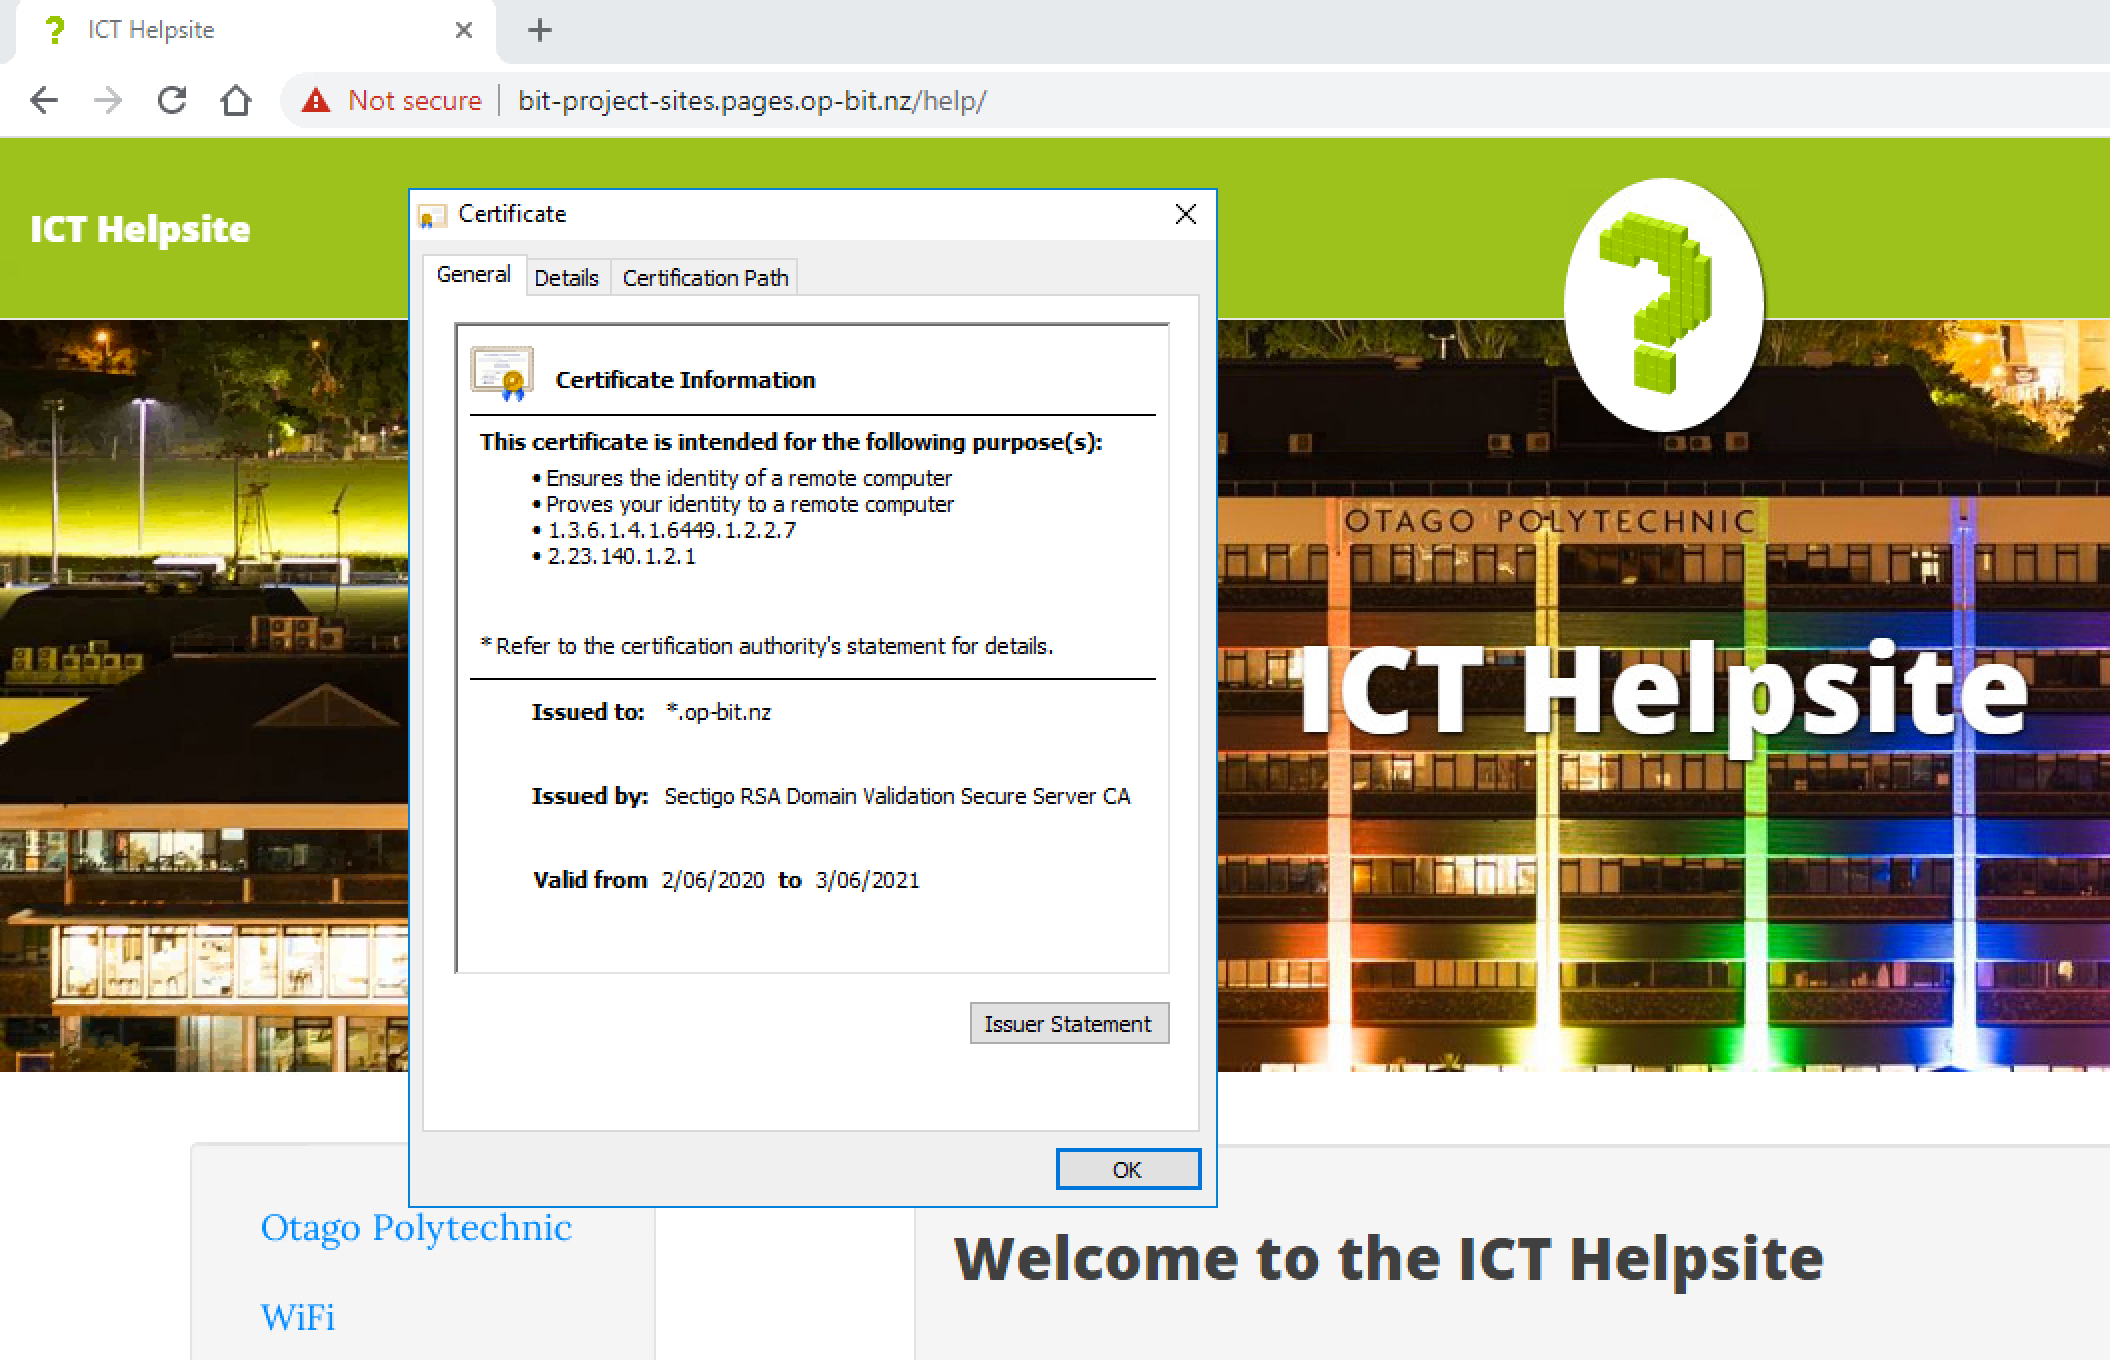 ICT Helpsite
Not secure
bit-project-sites.pages.op-bit.nz/help/
ICT Helpsite
Certificate
General
Details
Certification Path
Certificate Information
This certificate is intended for the following purpose(s):
• Ensures the identity of a remote computer
• Proves your identity to a remote computer
• 1.3.6.1.4.1.6449.1.2.2.7
• 2.23.140.1.2.1
* Refer to the certification authority's statement for details.
Issued to: *.op-bit.nz
Issued by: Sectigo RSA Domain Validation Secure Server CA
Valid from 2/06/2020 to 3/06/2021
Issuer Statement
OK
OTAGO POLYTECHNIC
ICT Helpsite
Otago Polytechnic
WiFi
Welcome to the ICT Helpsite